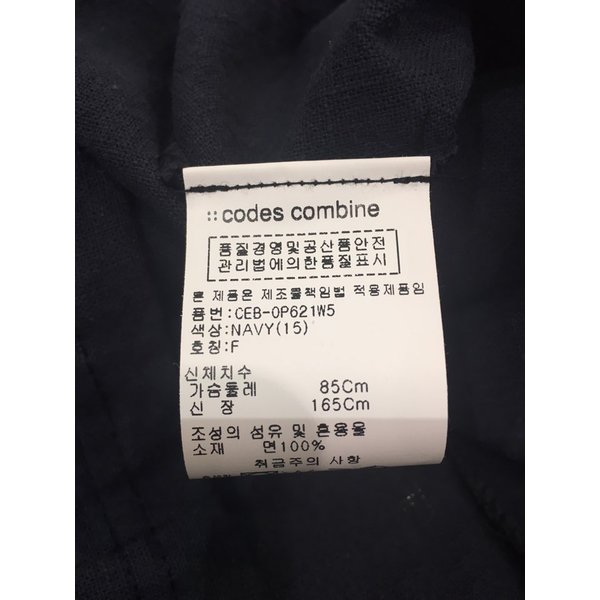 :: codes combine
품질경영및공산품안전
관리법에의한품질표시
본 제품은 제조물책임법 적용제품임
품번:CEB-OP621W5
색상:NAVY(15)
호칭:F
신체치수
가슴둘레 85Cm
신 장 165Cm
조성의 섬유 및 혼용율
소재 면100%
취급주의 사항